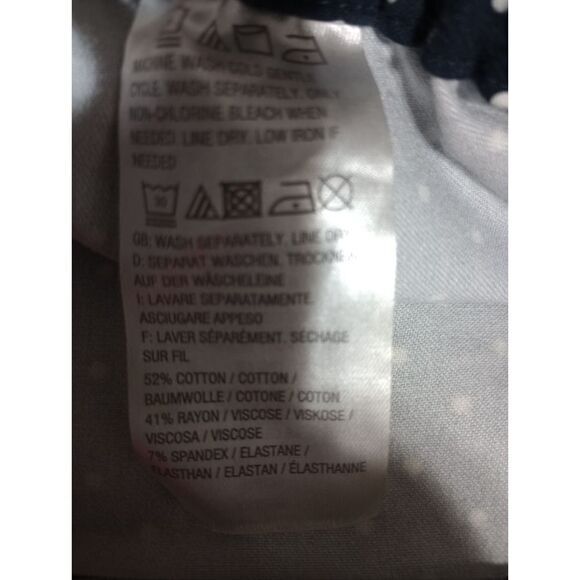 MACHINE WASH COLD GENTLE
CYCLE. WASH SEPARATELY. ONLY
NON-CHLORINE. BLEACH WHEN
NEEDED. LINE DRY. LOW IRON IF
NEEDED
30
GB: WASH SEPARATELY. LINE DRY
D: SEPARAT WASCHEN. TROCKNEN
AUF DER WÄSCHELEINE
I: LAVARE SEPARATAMENTE.
ASCIUGARE APPESO
F: LAVER SÉPARÉMENT. SÉCHAGE
SUR FIL
52% COTTON / COTTON /
BAUMWOLLE / COTONE / COTON
41% RAYON / VISCOSE / VISKOSE /
VISCOSA / VISCOSE
7% SPANDEX / ELASTANE /
ELASTHAN / ELASTAN / ÉLASTHANNE